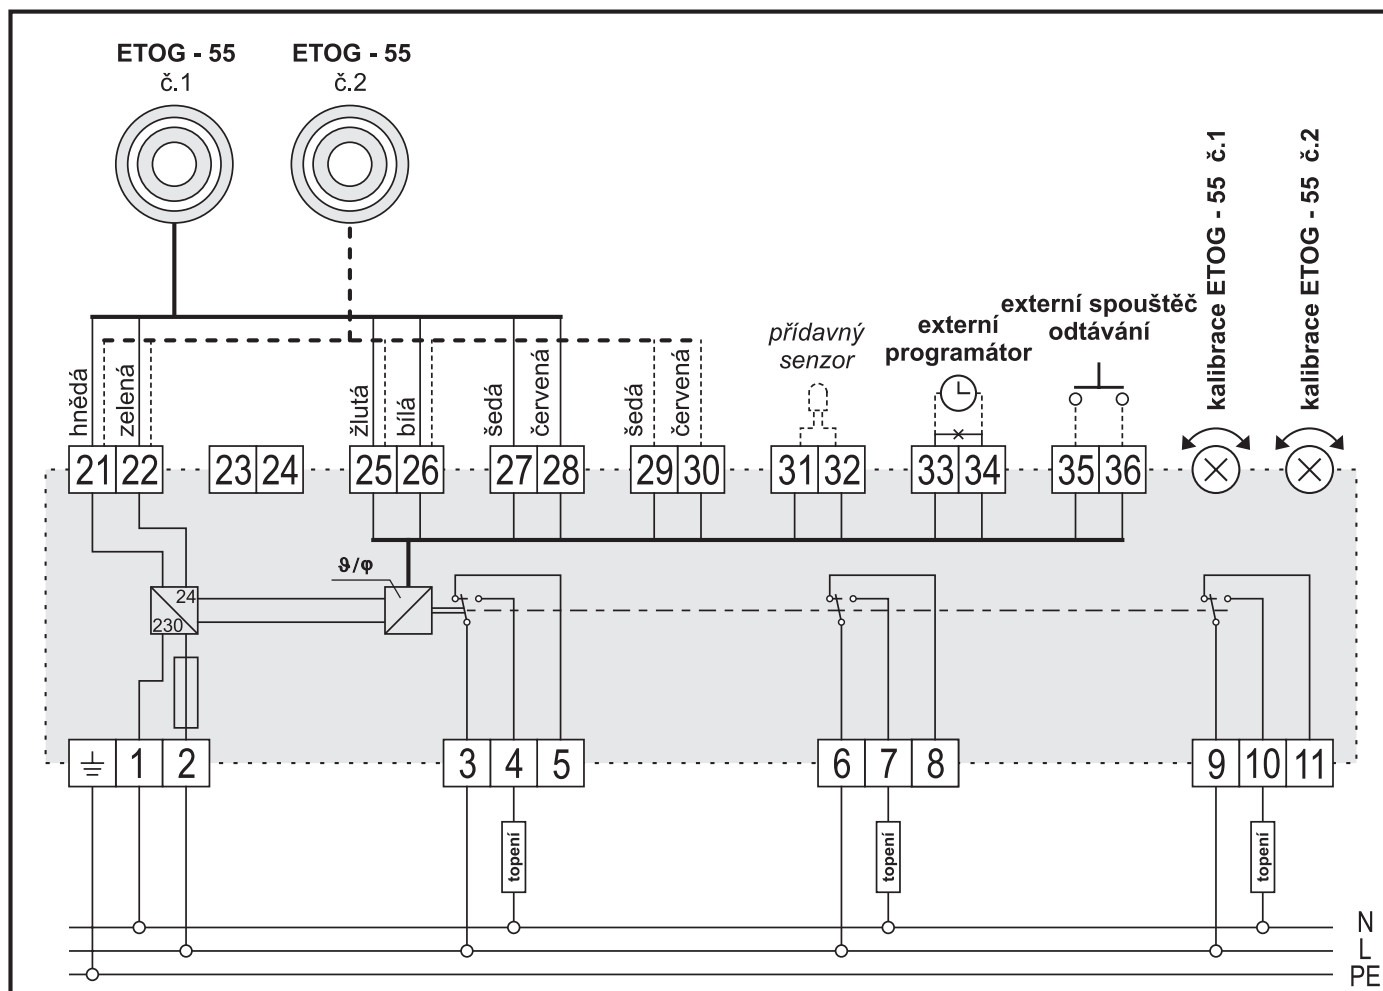 ETOG - 55
č.1
ETOG - 55
č.2
kalibrace ETOG - 55 č.1
kalibrace ETOG - 55 č.2
přídavný
senzor
externí
programátor
externí spouštěč
odtávání
hnědá
zelená
žlutá
bílá
šedá
červená
šedá
červená
21 22 23 24 25 26 27 28 29 30 31 32 33 34 35 36
ϑ/φ
24
230
1 2 3 4 5 6 7 8 9 10 11
topení
topení
topení
N
L
PE